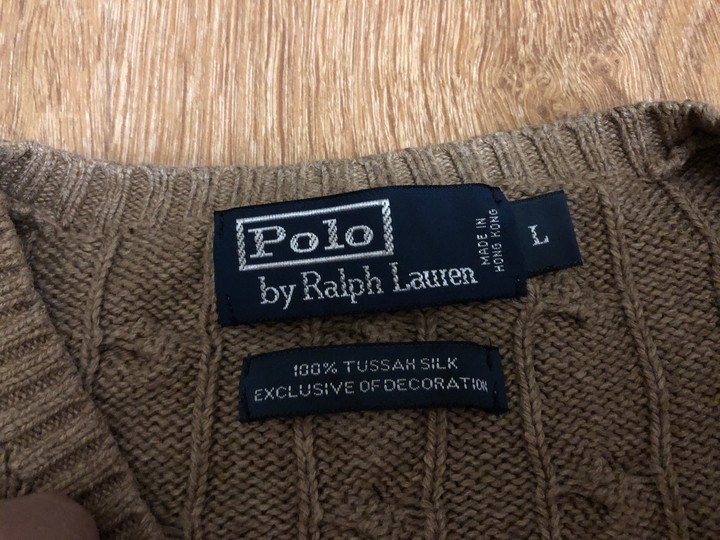 Polo
by Ralph Lauren
MADE IN
HONG KONG
L
100% TUSSAH SILK
EXCLUSIVE OF DECORATION